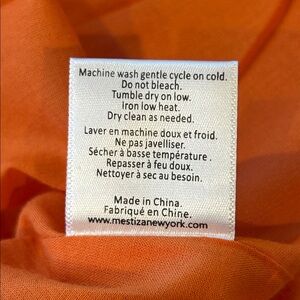 Machine wash gentle cycle on cold.
Do not bleach.
Tumble dry on low.
Iron low heat.
Dry clean as needed.
Laver en machine doux et froid.
Ne pas javelliser.
Sécher à basse température .
Repasser à feu doux.
Nettoyer à sec au besoin.
Made in China.
Fabriqué en Chine.
www.mestizanewyork.com